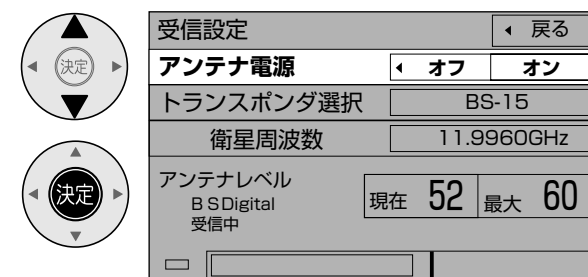 決定
決定
受信設定 戻る
アンテナ電源 オフ オン
トランスポンダ選択 BS-15
衛星周波数 11.9960GHz
アンテナレベル
BSDigital
受信中
現在 52 最大 60